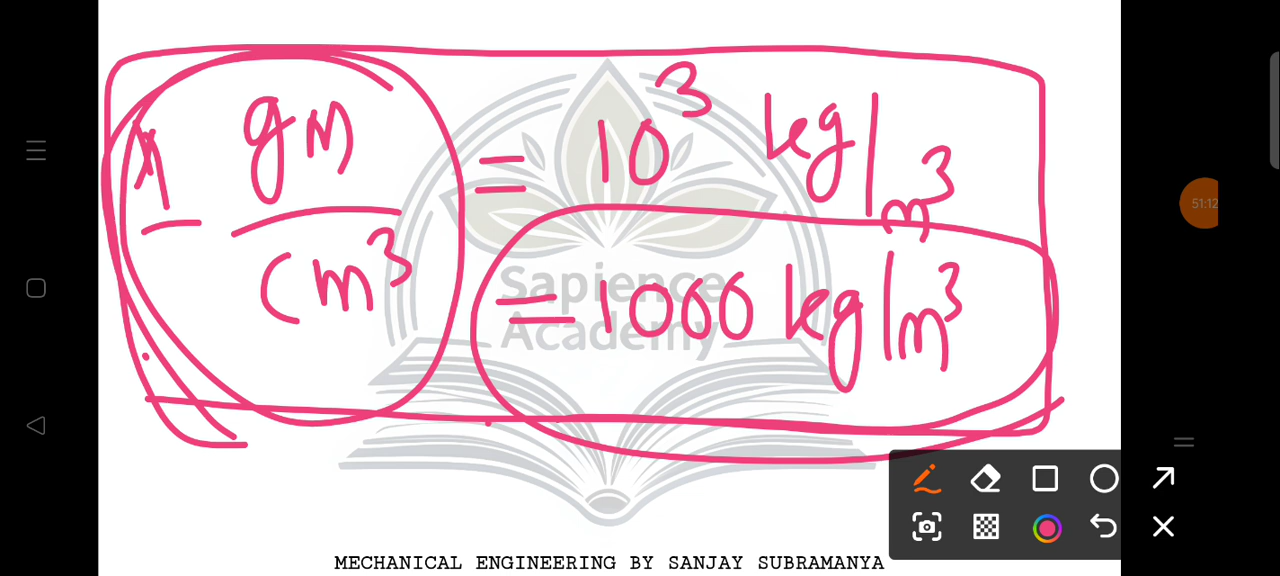 1 gm / cm³ = 10³ kg/m³
= 1000 kg/m³
Sapience
Academy
51:12
MECHANICAL ENGINEERING BY SANJAY SUBRAMANYA